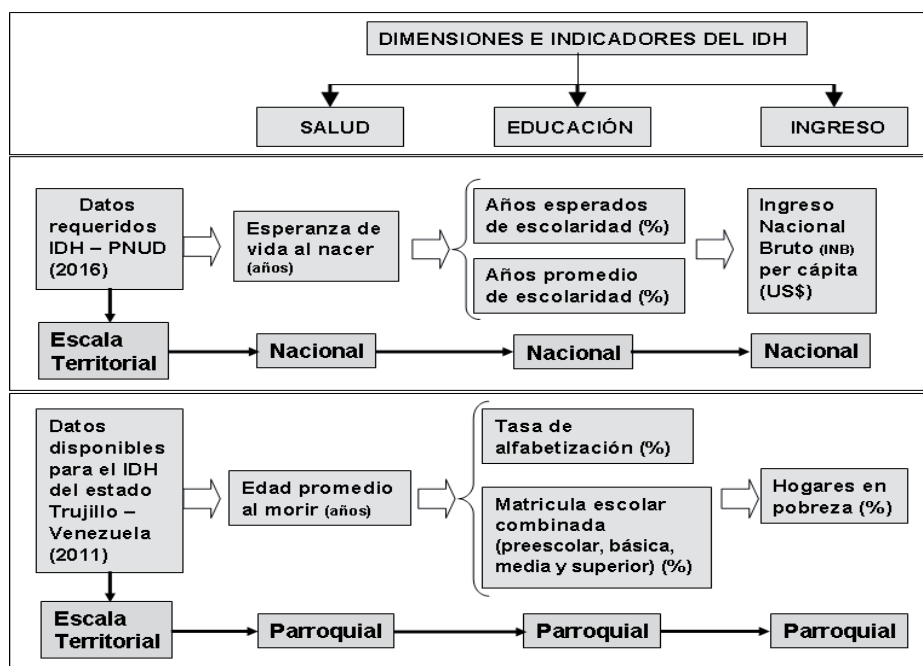 DIMENSIONES E INDICADORES DEL IDH
SALUD
EDUCACIÓN
INGRESO
Datos
requeridos
IDH – PNUD
(2016)
Esperanza de
vida al nacer
(años)
Años esperados
de escolaridad (%)
Años promedio
de escolaridad (%)
Ingreso
Nacional
Bruto (INB)
per cápita
(US$)
Escala
Territorial
Nacional
Nacional
Nacional
Datos
disponibles
para el IDH
del estado
Trujillo –
Venezuela
(2011)
Edad promedio
al morir (años)
Tasa de
alfabetización (%)
Matricula escolar
combinada
(preescolar, básica,
media y superior) (%)
Hogares en
pobreza (%)
Escala
Territorial
Parroquial
Parroquial
Parroquial